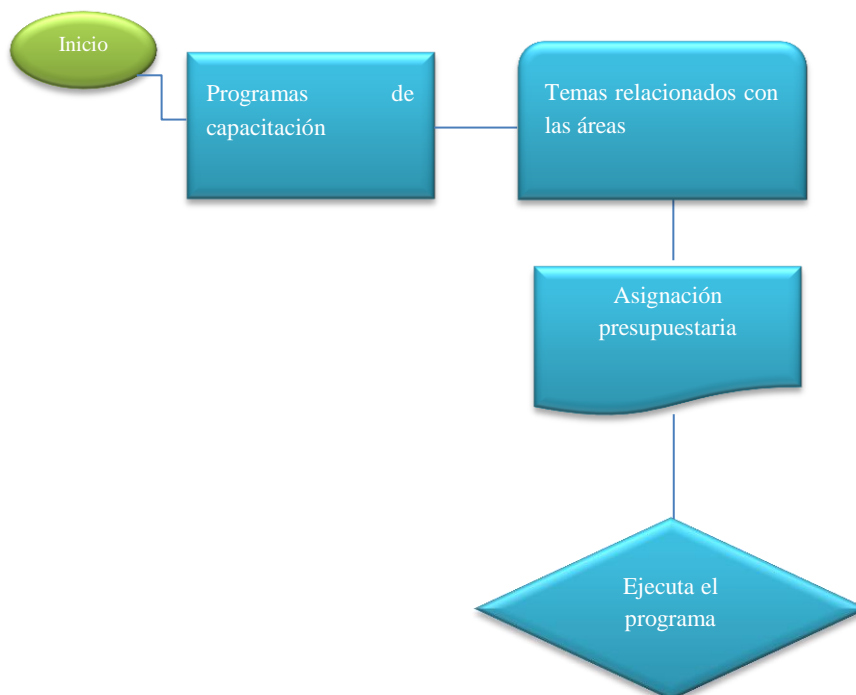 Inicio
Programas de
capacitación
Temas relacionados con
las áreas
Asignación
presupuestaria
Ejecuta el
programa